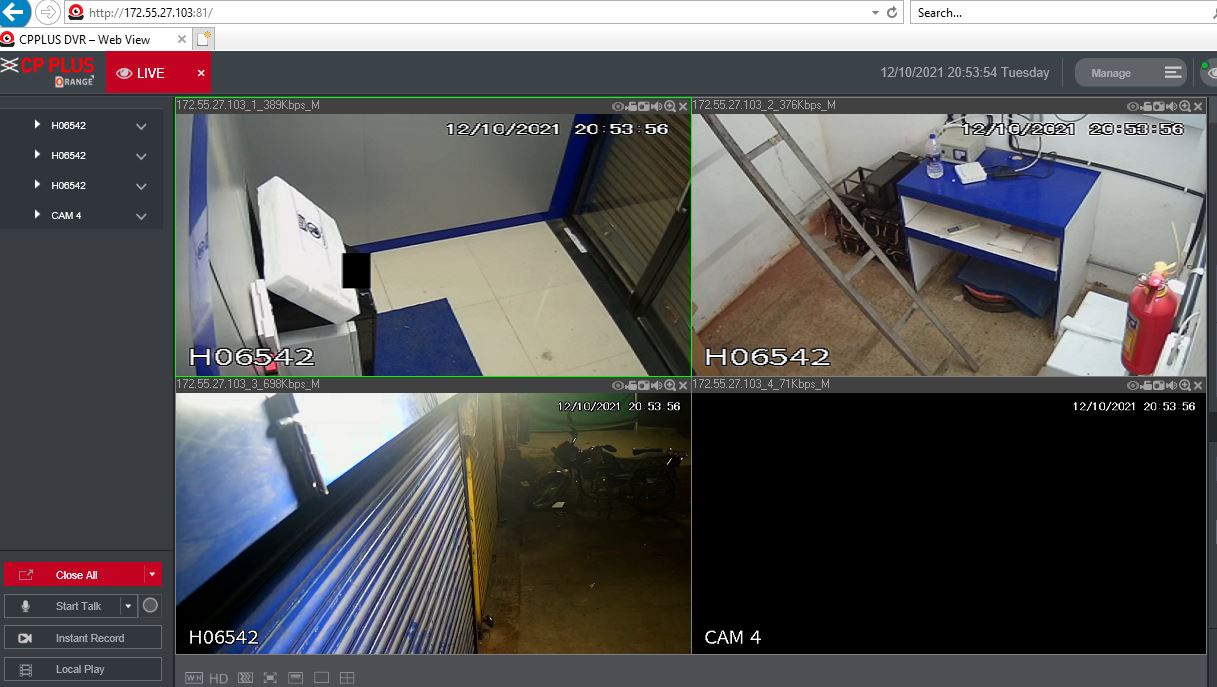 http://172.55.27.103:81/
Search...
CPPLUS DVR – Web View
CP PLUS
ORANGE
LIVE
12/10/2021 20:53:54 Tuesday
Manage
H06542
H06542
H06542
CAM 4
172.55.27.103_1_389Kbps_M
12/10/2021 20:53:56
H06542
172.55.27.103_2_376Kbps_M
12/10/2021 20:53:56
H06542
172.55.27.103_3_698Kbps_M
12/10/2021 20:53:56
H06542
172.55.27.103_4_71Kbps_M
12/10/2021 20:53:56
CAM 4
Close All
Start Talk
Instant Record
Local Play
W:H HD